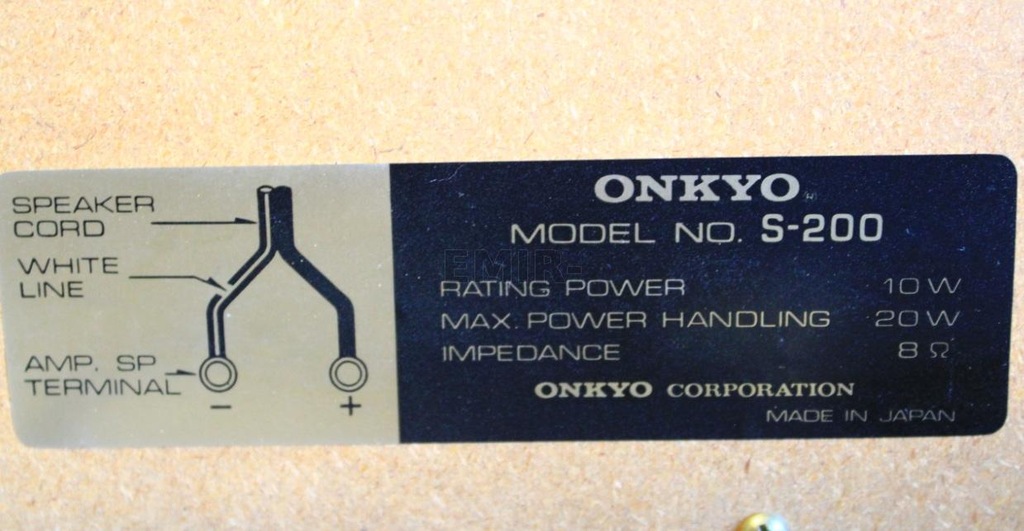 SPEAKER
CORD
WHITE
LINE
AMP. SP
TERMINAL
− +
ONKYO
MODEL NO. S-200
EMIR-
RATING POWER 10 W
MAX. POWER HANDLING 20 W
IMPEDANCE 8 Ω
ONKYO CORPORATION
MADE IN JAPAN